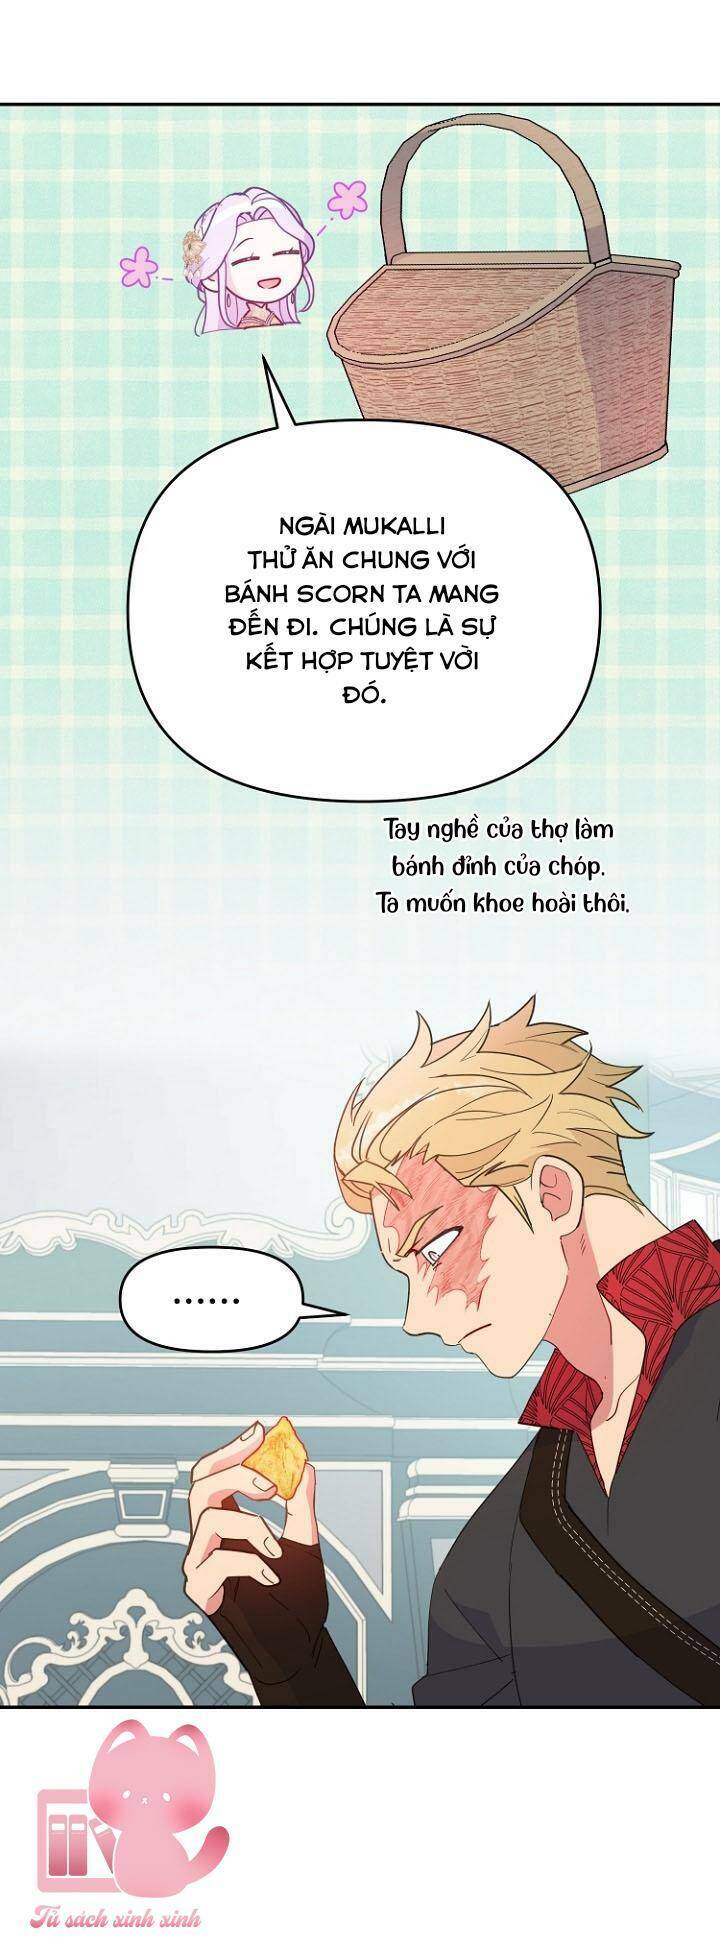 NGÀI MUKALLI
THỬ ĂN CHUNG VỚI
BÁNH SCORN TA MANG
ĐẾN ĐI. CHÚNG LÀ SỰ
KẾT HỢP TUYỆT VỜI
ĐÓ.
Tay nghề của thợ làm
bánh đỉnh của chóp.
Ta muốn khoe hoài thôi.
......
Tủ sách xinh xinh